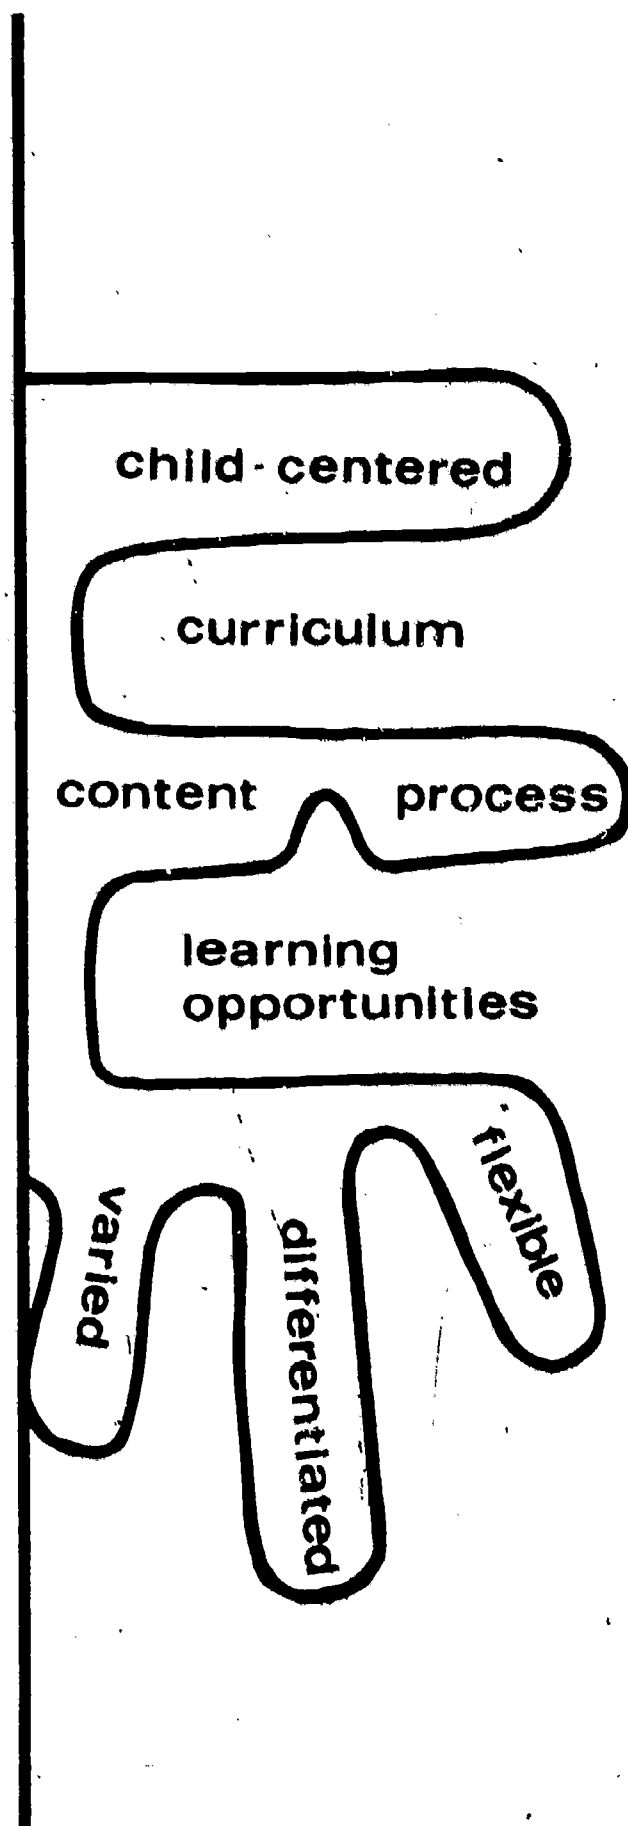 child-centered
curriculum
content process
learning
opportunities
varied
differentiated
flexible